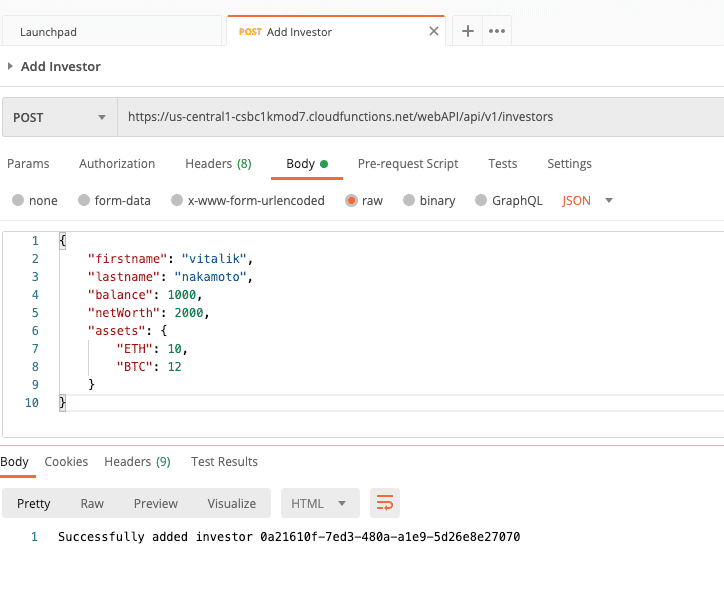 Launchpad
POST Add Investor
Add Investor
POST https://us-central1-csbc1kmod7.cloudfunctions.net/webAPI/api/v1/investors
Params Authorization Headers (8) Body Pre-request Script Tests Settings
none form-data x-www-form-urlencoded raw binary GraphQL JSON
1 {
2 "firstname": "vitalik",
3 "lastname": "nakamoto",
4 "balance": 1000,
5 "netWorth": 2000,
6 "assets": {
7 "ETH": 10,
8 "BTC": 12
9 }
10 }
Body Cookies Headers (9) Test Results
Pretty Raw Preview Visualize HTML
1 Successfully added investor 0a21610f-7ed3-480a-a1e9-5d26e8e27070